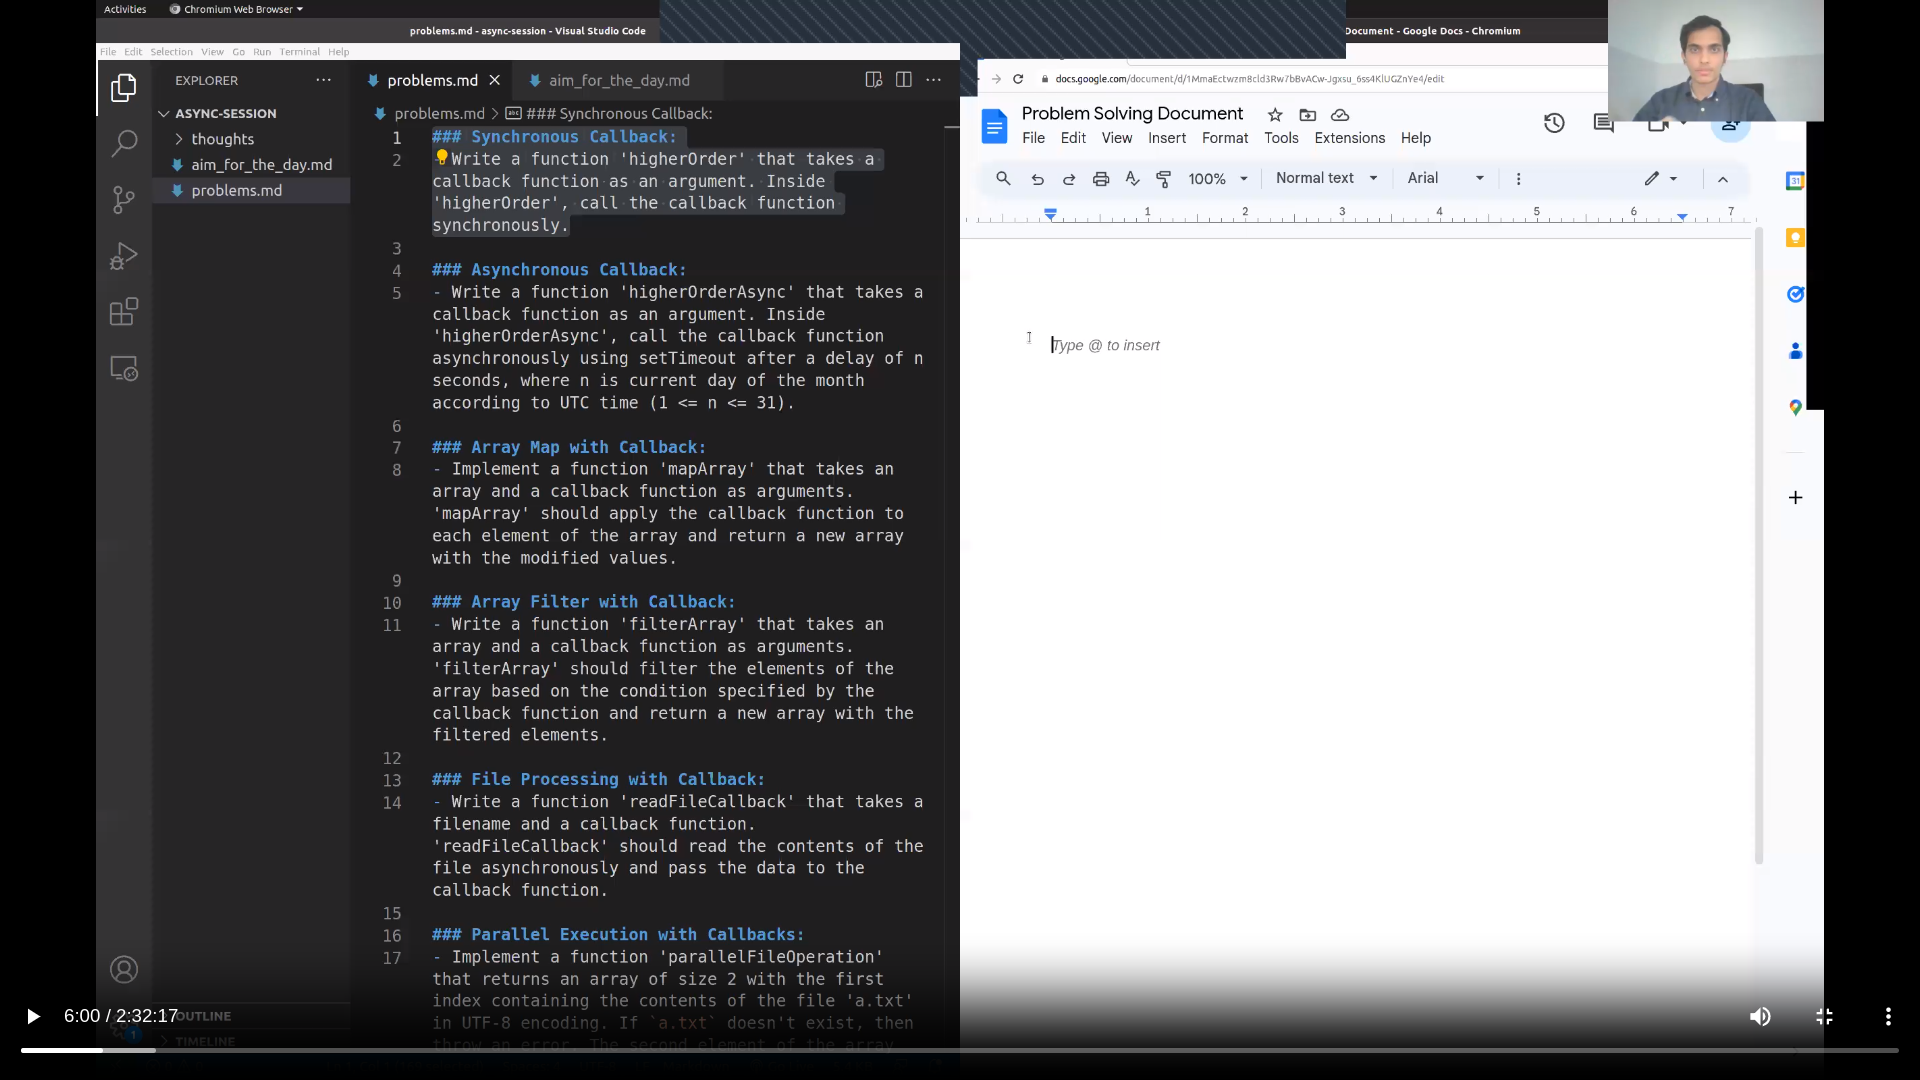 Activities
Chromium Web Browser
problems.md - async-session - Visual Studio Code
Document - Google Docs - Chromium
File Edit Selection View Go Run Terminal Help
EXPLORER
ASYNC-SESSION
thoughts
aim_for_the_day.md
problems.md
OUTLINE
TIMELINE
1
problems.md
aim_for_the_day.md
problems.md > ### Synchronous Callback:
1 ### Synchronous Callback:
2 Write a function 'higherOrder' that takes a
callback function as an argument. Inside
'higherOrder', call the callback function
synchronously.
3
4 ### Asynchronous Callback:
5 - Write a function 'higherOrderAsync' that takes a
callback function as an argument. Inside
'higherOrderAsync', call the callback function
asynchronously using setTimeout after a delay of n
seconds, where n is current day of the month
according to UTC time (1 <= n <= 31).
6
7 ### Array Map with Callback:
8 - Implement a function 'mapArray' that takes an
array and a callback function as arguments.
'mapArray' should apply the callback function to
each element of the array and return a new array
with the modified values.
9
10 ### Array Filter with Callback:
11 - Write a function 'filterArray' that takes an
array and a callback function as arguments.
'filterArray' should filter the elements of the
array based on the condition specified by the
callback function and return a new array with the
filtered elements.
12
13 ### File Processing with Callback:
14 - Write a function 'readFileCallback' that takes a
filename and a callback function.
'readFileCallback' should read the contents of the
file asynchronously and pass the data to the
callback function.
15
16 ### Parallel Execution with Callbacks:
17 - Implement a function 'parallelFileOperation'
that returns an array of size 2 with the first
index containing the contents of the file 'a.txt'
in UTF-8 encoding. If `a.txt` doesn't exist, then
throw an error. The second element of the array
docs.google.com/document/d/1MmaEctwzm8cld3Rw7bBvACw-Jgxsu_6ss4KlUGZnYe4/edit
Problem Solving Document
File Edit View Insert Format Tools Extensions Help
100% Normal text Arial
1 2 3 4 5 6 7
Type @ to insert
31
6:00 / 2:32:17